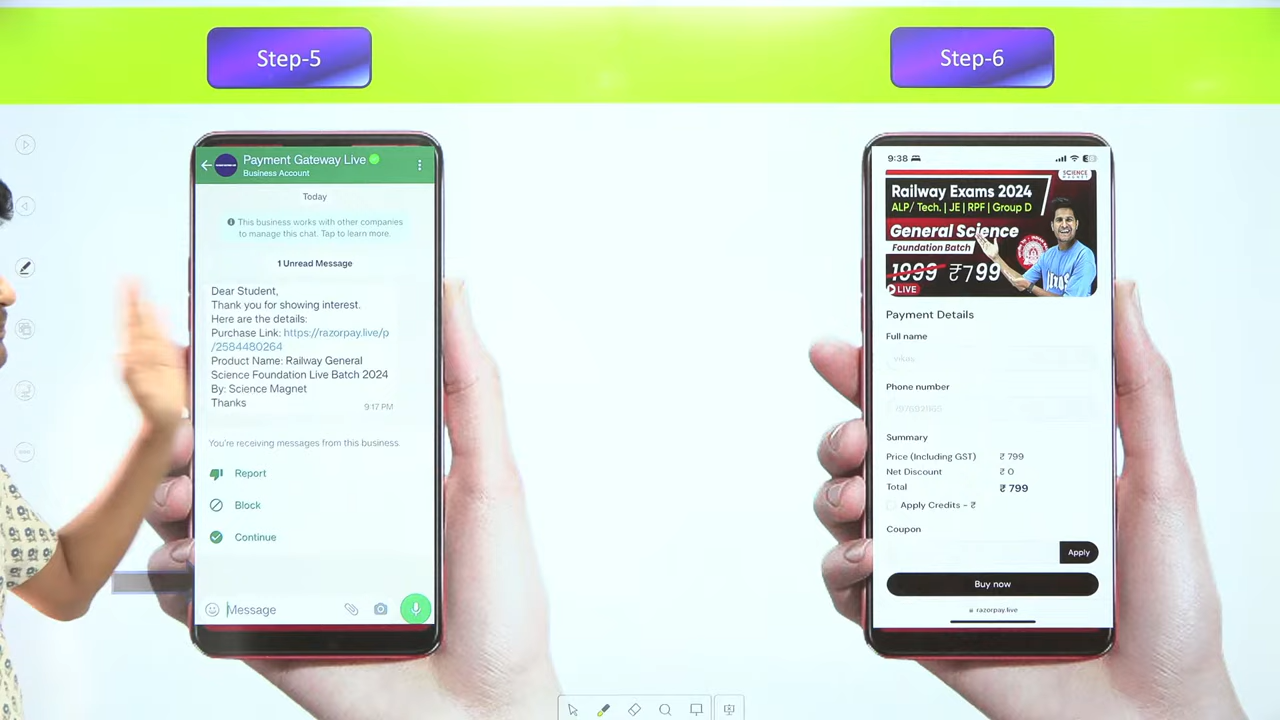 Step-5
Payment Gateway Live
Business Account
Today
This business works with other companies
to manage this chat. Tap to learn more.
1 Unread Message
Dear Student,
Thank you for showing interest.
Here are the details:
Purchase Link: https://razorpay.live/p
/2584480264
Product Name: Railway General
Science Foundation Live Batch 2024
By: Science Magnet
Thanks
9:17 PM
You're receiving messages from this business.
Report
Block
Continue
Message
Step-6
9:38
SCIENCE
MAGNET
Railway Exams 2024
ALP/ Tech. | JE | RPF | Group D
General Science
Foundation Batch
1999 ₹799
LIVE
Payment Details
Full name
Phone number
Summary
Price (Including GST) ₹ 799
Net Discount ₹ 0
Total ₹ 799
Apply Credits - ₹
Coupon
Apply
Buy now
razorpay.live